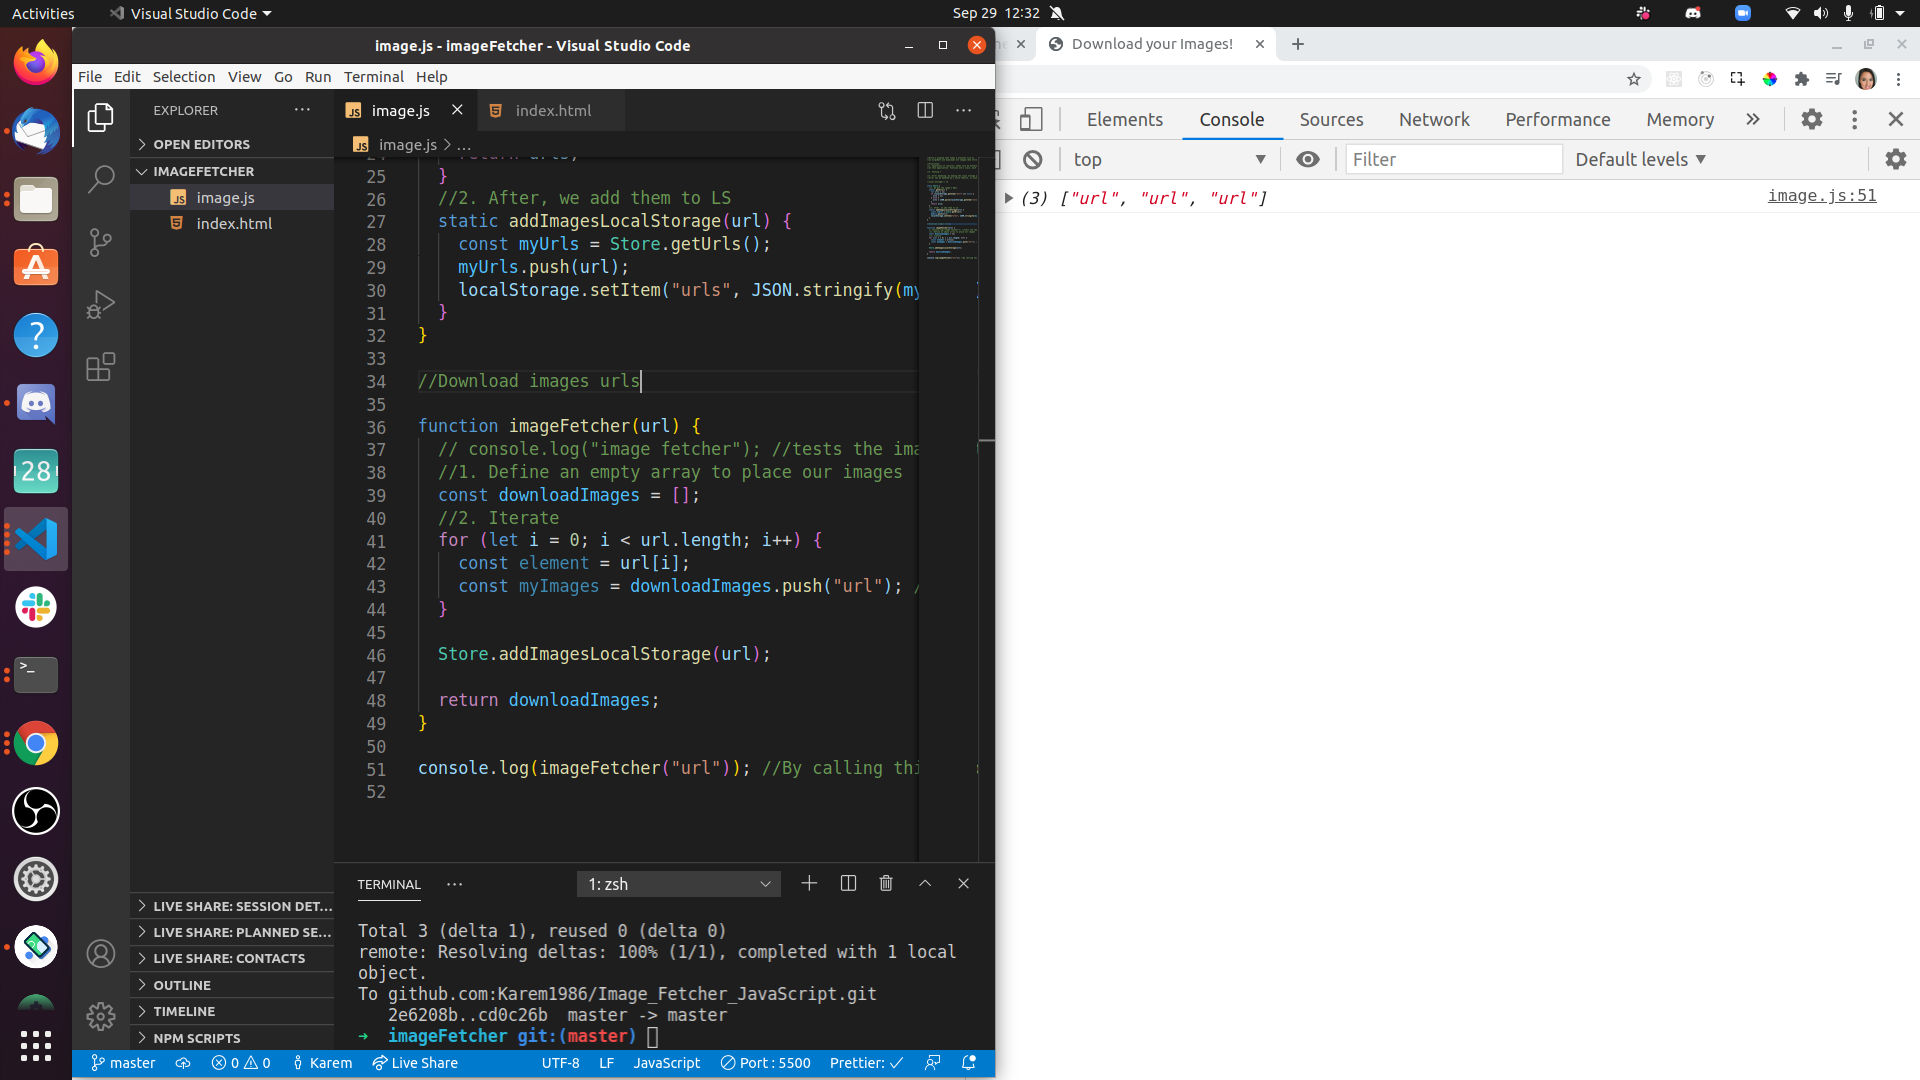 Activities
Visual Studio Code
Sep 29 12:32
image.js - imageFetcher - Visual Studio Code
File Edit Selection View Go Run Terminal Help
EXPLORER
OPEN EDITORS
IMAGEFETCHER
JS image.js
index.html
LIVE SHARE: SESSION DET...
LIVE SHARE: PLANNED SE...
LIVE SHARE: CONTACTS
OUTLINE
TIMELINE
NPM SCRIPTS
28
JS image.js
index.html
JS image.js > ...
25 }
26 //2. After, we add them to LS
27 static addImagesLocalStorage(url) {
28 const myUrls = Store.getUrls();
29 myUrls.push(url);
30 localStorage.setItem("urls", JSON.stringify(my
31 }
32 }
33
34 //Download images urls
35
36 function imageFetcher(url) {
37 // console.log("image fetcher"); //tests the ima
38 //1. Define an empty array to place our images
39 const downloadImages = [];
40 //2. Iterate
41 for (let i = 0; i < url.length; i++) {
42 const element = url[i];
43 const myImages = downloadImages.push("url"); /
44 }
45
46 Store.addImagesLocalStorage(url);
47
48 return downloadImages;
49 }
50
51 console.log(imageFetcher("url")); //By calling thi
52
TERMINAL
1: zsh
Total 3 (delta 1), reused 0 (delta 0)
remote: Resolving deltas: 100% (1/1), completed with 1 local
object.
To github.com:Karem1986/Image_Fetcher_JavaScript.git
2e6208b..cd0c26b master -> master
➜ imageFetcher git:(master)
master 0 0 Karem Live Share UTF-8 LF JavaScript Port : 5500 Prettier: ✓
Download your Images!
Elements Console Sources Network Performance Memory »
top Filter Default levels
(3) ["url", "url", "url"] image.js:51